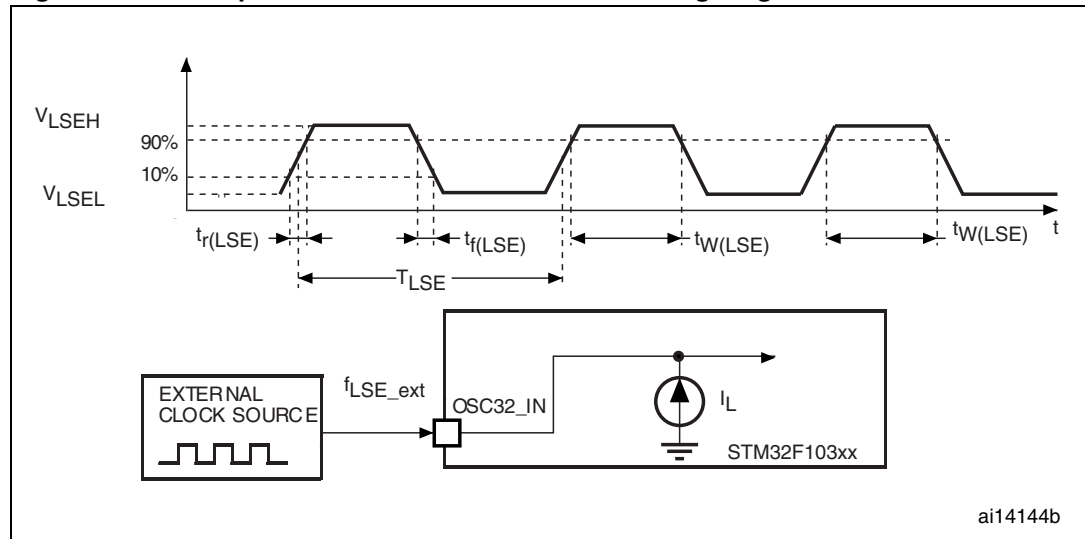 VLSEH
90%
10%
VLSEL
tr(LSE)
tf(LSE)
tW(LSE)
tW(LSE)
t
TLSE
EXTERNAL
CLOCK SOURCE
fLSE_ext
OSC32_IN
IL
STM32F103xx
ai14144b